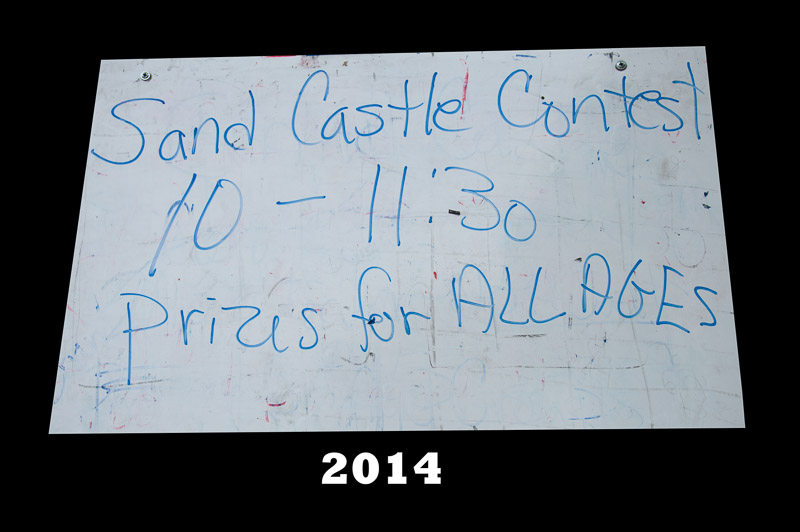 Sand Castle Contest
10 - 11:30
Prizes for ALL AGES
2014